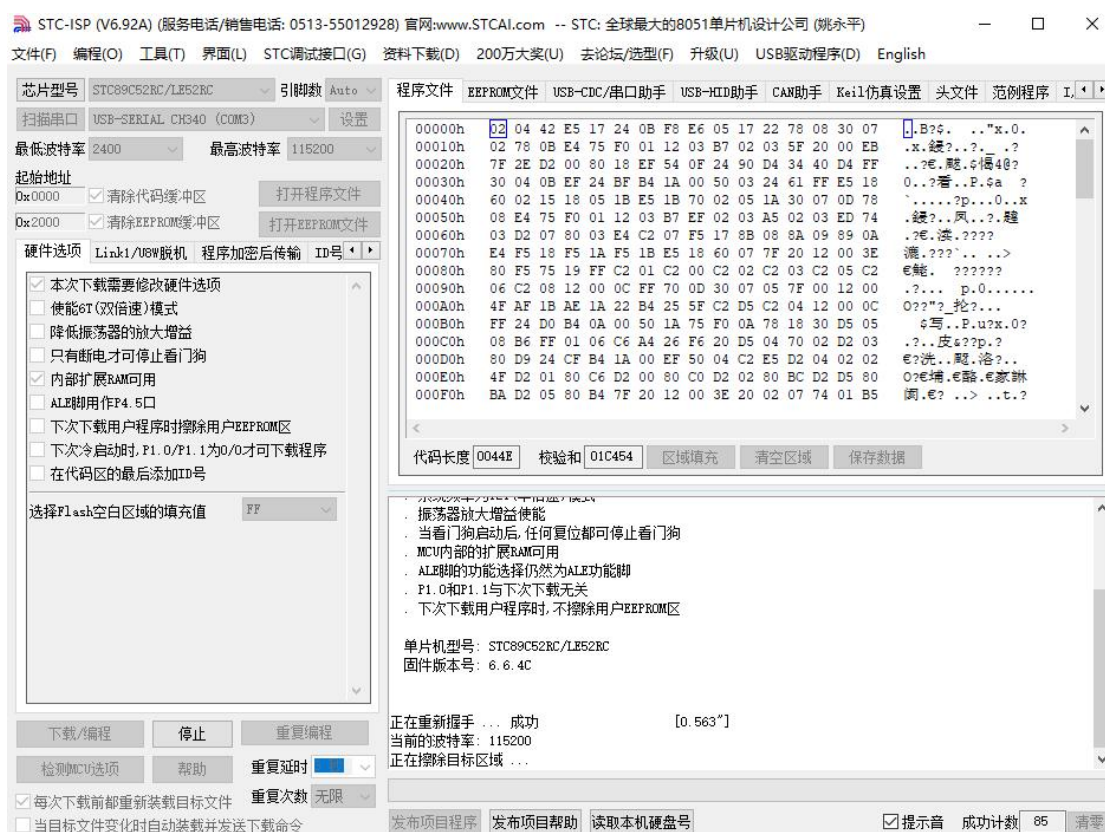 STC-ISP (V6.92A) (服务电话/销售电话: 0513-55012928) 官网:www.STCAI.com -- STC: 全球最大的8051单片机设计公司 (姚永平)
文件(F) 编程(O) 工具(T) 界面(L) STC调试接口(G) 资料下载(D) 200万大奖(U) 去论坛/选型(F) 升级(U) USB驱动程序(D) English
芯片型号 STC89C52RC/LE52RC 引脚数 Auto
扫描串口 USB-SERIAL CH340 (COM3) 设置
最低波特率 2400 最高波特率 115200
起始地址
0x0000 清除代码缓冲区 打开程序文件
0x2000 清除EEPROM缓冲区 打开EEPROM文件
硬件选项 Link1/U8W脱机 程序加密后传输 ID号
本次下载需要修改硬件选项
使能6T(双倍速)模式
降低振荡器的放大增益
只有断电才可停止看门狗
内部扩展RAM可用
ALE脚用作P4.5口
下次下载用户程序时擦除用户EEPROM区
下次冷启动时,P1.0/P1.1为0/0才可下载程序
在代码区的最后添加ID号
选择Flash空白区域的填充值 FF
下载/编程 停止 重复编程
检测MCU选项 帮助 重复延时
每次下载前都重新装载目标文件 重复次数 无限
当目标文件变化时自动装载并发送下载命令
程序文件 EEPROM文件 USB-CDC/串口助手 USB-HID助手 CAN助手 Keil仿真设置 头文件 范例程序 I,
00000h 02 04 42 E5 17 24 0B F8 E6 05 17 22 78 08 30 07 ..B?$. .."x.0.
00010h 02 78 0B E4 75 F0 01 12 03 B7 02 03 5F 20 00 EB .x.鋟?..?._ .?
00020h 7F 2E D2 00 80 18 EF 54 0F 24 90 D4 34 40 D4 FF
00030h 30 04 0B EF 24 BF B4 1A 00 50 03 24 61 FF E5 18 0..?看..P.$a ?
00040h 60 02 15 18 05 1B E5 1B 70 02 05 1A 30 07 0D 78 `.....?p...0..x
00050h 08 E4 75 F0 01 12 03 B7 EF 02 03 A5 02 03 ED 74
00060h 03 D2 07 80 03 E4 C2 07 F5 17 8B 08 8A 09 89 0A
00070h E4 F5 18 F5 1A F5 1B E5 18 60 07 7F 20 12 00 3E
00080h 80 F5 75 19 FF C2 01 C2 00 C2 02 C2 03 C2 05 C2
00090h 06 C2 08 12 00 0C FF 70 0D 30 07 05 7F 00 12 00 .?... p.0......
000A0h 4F AF 1B AE 1A 22 B4 25 5F C2 D5 C2 04 12 00 0C O??"?_抡?...
000B0h FF 24 D0 B4 0A 00 50 1A 75 F0 0A 78 18 30 D5 05 $写..P.u?x.0?
000C0h 08 B6 FF 01 06 C6 A4 26 F6 20 D5 04 70 02 D2 03 .?..皮&??p.?
000D0h 80 D9 24 CF B4 1A 00 EF 50 04 C2 E5 D2 04 02 02
000E0h 4F D2 01 80 C6 D2 00 80 C0 D2 02 80 BC D2 D5 80
000F0h BA D2 05 80 B4 7F 20 12 00 3E 20 02 07 74 01 B5
代码长度 0044E 校验和 01C454 区域填充 清空区域 保存数据
. 振荡器放大增益使能
. 当看门狗启动后,任何复位都可停止看门狗
. MCU内部的扩展RAM可用
. ALE脚的功能选择仍然为ALE功能脚
. P1.0和P1.1与下次下载无关
. 下次下载用户程序时,不擦除用户EEPROM区
单片机型号: STC89C52RC/LE52RC
固件版本号: 6.6.4C
正在重新握手 ... 成功 [0.563"]
当前的波特率: 115200
正在擦除目标区域 ...
发布项目程序 发布项目帮助 读取本机硬盘号 提示音 成功计数 85 清零